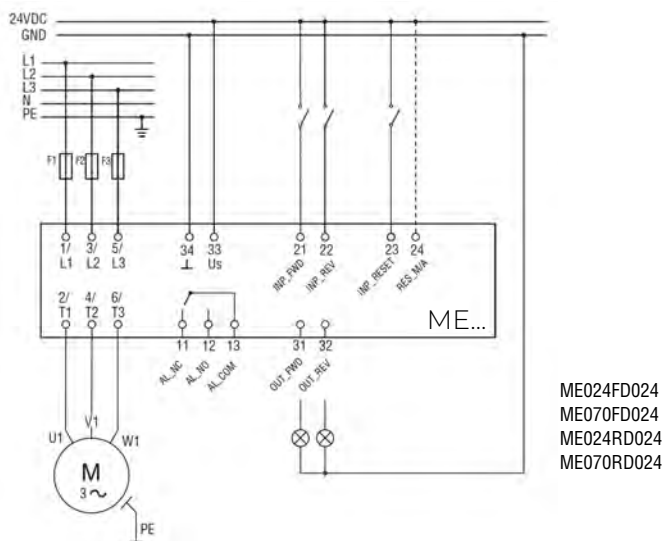 24VDC
GND
L1
L2
L3
N
PE
F1 F2 F3
1/ 3/ 5/ 34 33 21 22 23 24
L1 L2 L3 ⊥ Us INP_FWD INP_REV INP_RESET RES_M/A
2/ 4/ 6/
T1 T2 T3
ME...
11 12 13 31 32
AL_NC AL_NO AL_COM OUT_FWD OUT_REV
U1 V1 W1
M
3~
PE
ME024FD024
ME070FD024
ME024RD024
ME070RD024